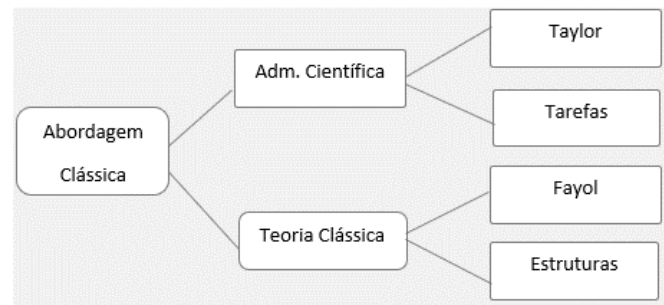 Abordagem
Clássica
Adm. Científica
Teoria Clássica
Taylor
Tarefas
Fayol
Estruturas